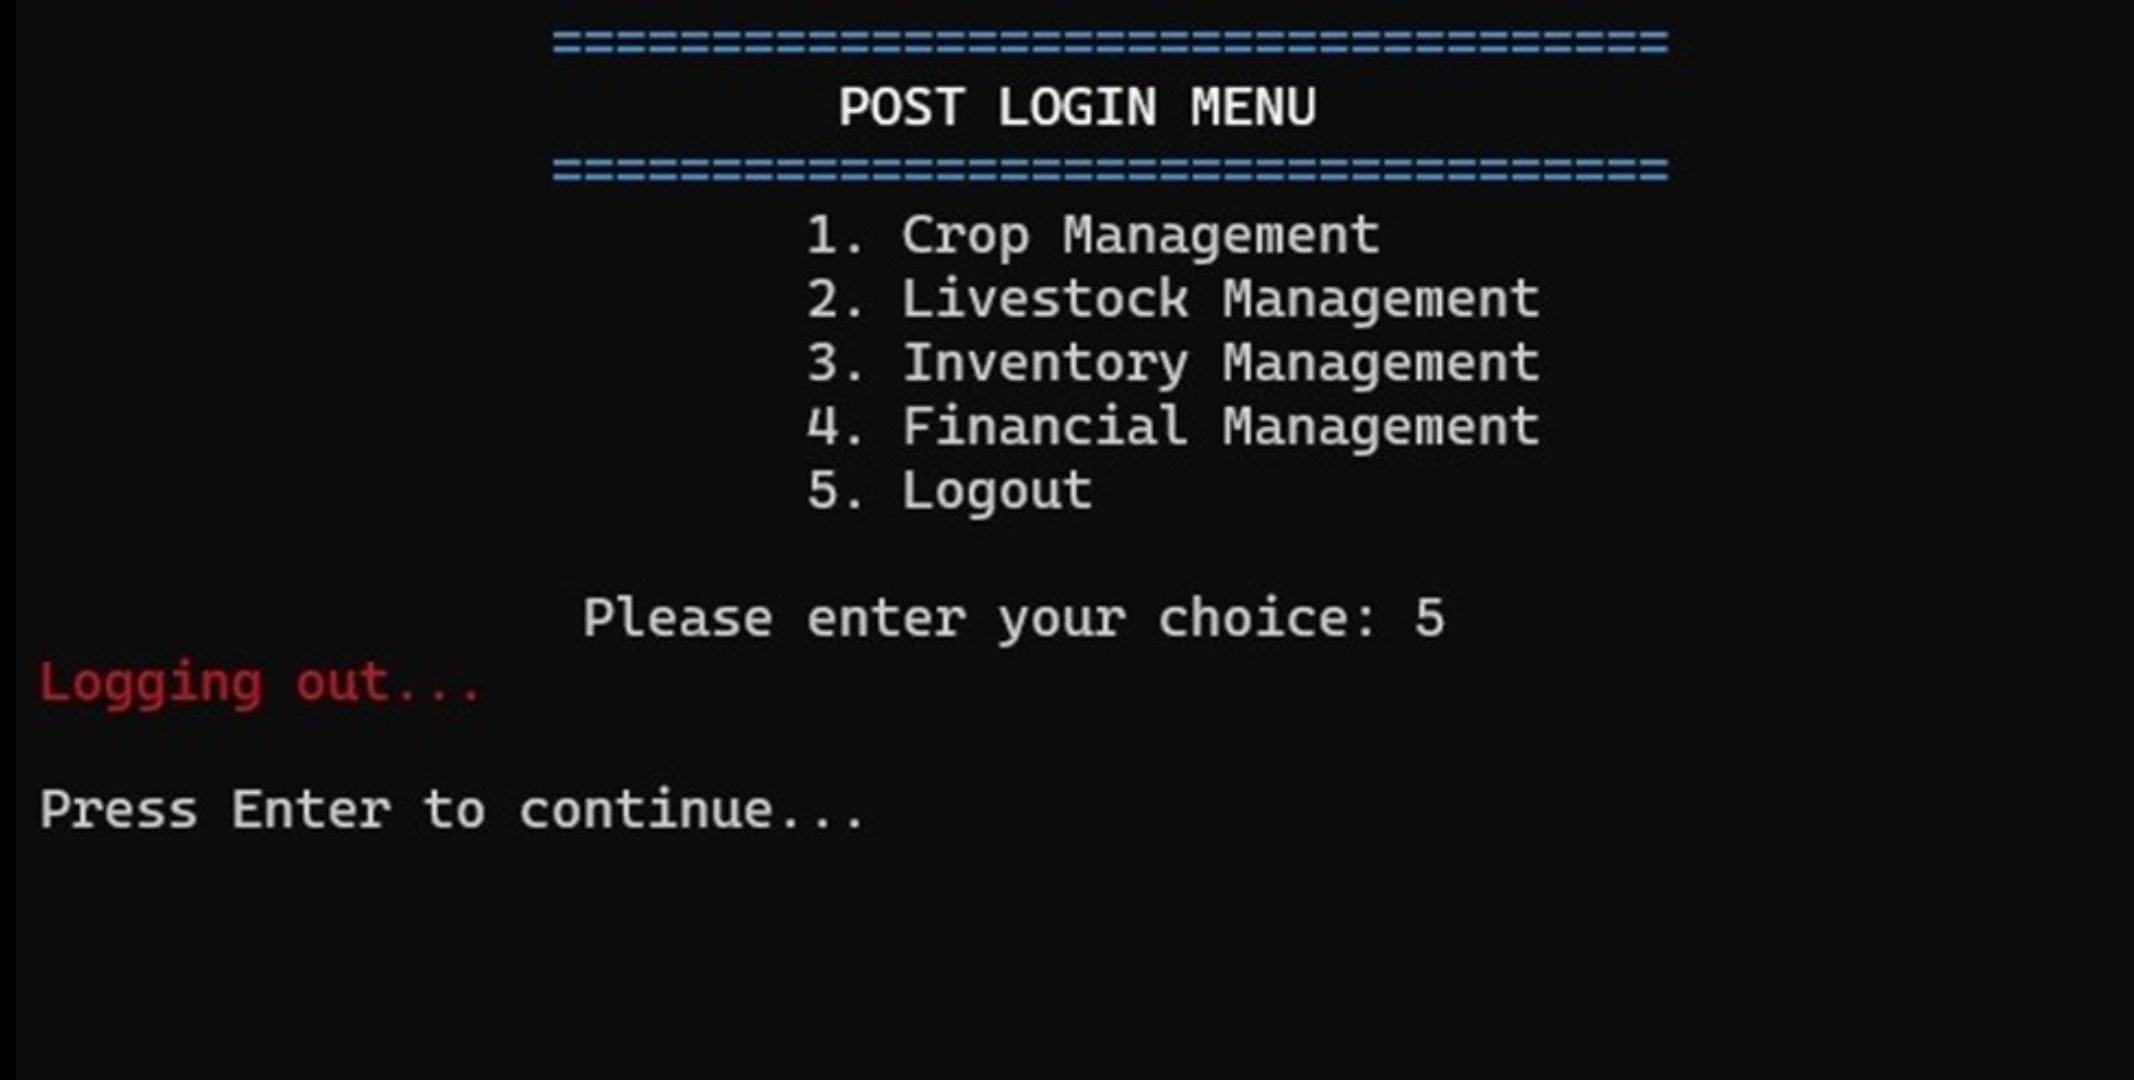 ===================================
POST LOGIN MENU
===================================
1. Crop Management
2. Livestock Management
3. Inventory Management
4. Financial Management
5. Logout
Please enter your choice: 5
Logging out...
Press Enter to continue...